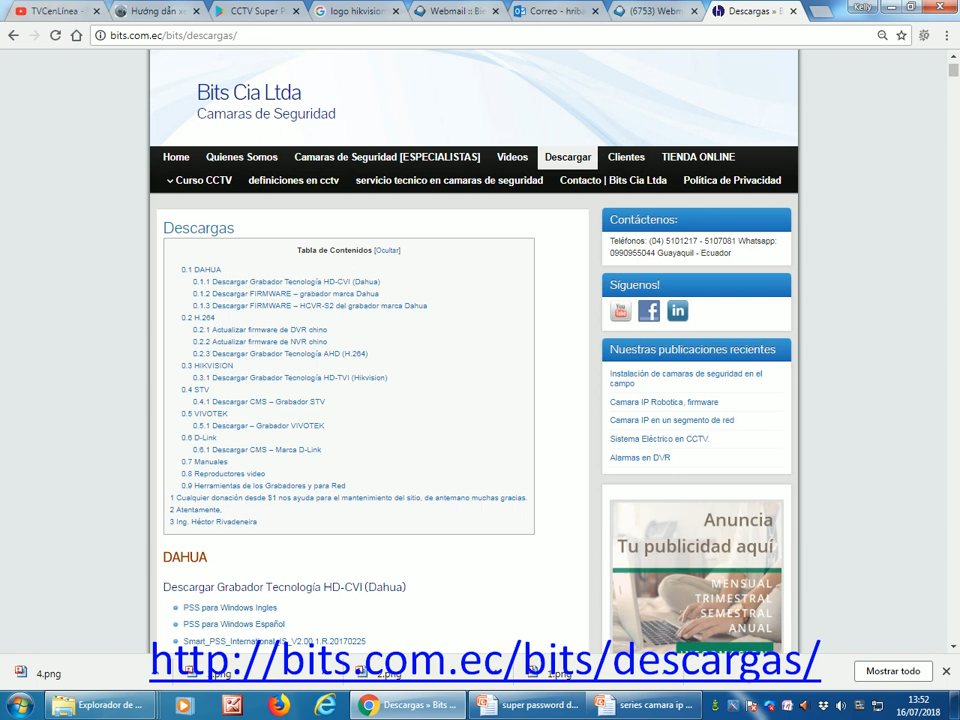 TVCenLínea -
Hướng dẫn xe
CCTV Super P
logo hikvision
Webmail :: Bie
Correo - hriba
(6753) Webm
Descargas » B
Kelly
bits.com.ec/bits/descargas/
Bits Cia Ltda
Camaras de Seguridad
Home Quienes Somos Camaras de Seguridad [ESPECIALISTAS] Videos Descargar Clientes TIENDA ONLINE
Curso CCTV definiciones en cctv servicio tecnico en camaras de seguridad Contacto | Bits Cia Ltda Politica de Privacidad
Descargas
Tabla de Contenidos [Ocultar]
0.1 DAHUA
0.1.1 Descargar Grabador Tecnología HD-CVI (Dahua)
0.1.2 Descargar FIRMWARE – grabador marca Dahua
0.1.3 Descargar FIRMWARE – HCVR-S2 del grabador marca Dahua
0.2 H.264
0.2.1 Actualizar firmware de DVR chino
0.2.2 Actualizar firmware de NVR chino
0.2.3 Descargar Grabador Tecnología AHD (H.264)
0.3 HIKVISION
0.3.1 Descargar Grabador Tecnología HD-TVI (Hikvision)
0.4 STV
0.4.1 Descargar CMS – Grabador STV
0.5 VIVOTEK
0.5.1 Descargar – Grabador VIVOTEK
0.6 D-Link
0.6.1 Descargar CMS – Marca D-Link
0.7 Manuales
0.8 Reproductores video
0.9 Herramientas de los Grabadores y para Red
1 Cualquier donación desde $1 nos ayuda para el mantenimiento del sitio, de antemano muchas gracias.
2 Atentamente,
3 Ing. Héctor Rivadeneira
DAHUA
Descargar Grabador Tecnología HD-CVI (Dahua)
PSS para Windows Ingles
PSS para Windows Español
Smart_PSS_International_IS_V2.00.1.R.20170225
Contáctenos:
Teléfonos: (04) 5101217 - 5107081 Whatsapp:
0990955044 Guayaquil - Ecuador
Síguenos!
You
Tube
f
in
Nuestras publicaciones recientes
Instalación de camaras de seguridad en el
campo
Camara IP Robotica, firmware
Camara IP en un segmento de red
Sistema Eléctrico en CCTV.
Alarmas en DVR
Anuncia
Tu publicidad aquí
MENSUAL
TRIMESTRAL
SEMESTRAL
ANUAL
http://bits.com.ec/bits/descargas/
4.png
Mostrar todo
Explorador de ...
Descargas » Bits ...
super password d...
series camara ip ...
13:52
16/07/2018